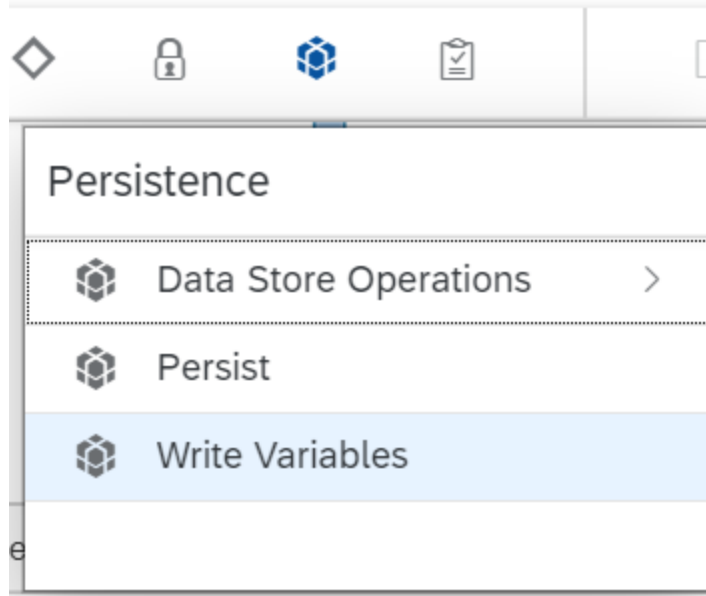 Persistence
Data Store Operations
Persist
Write Variables
e